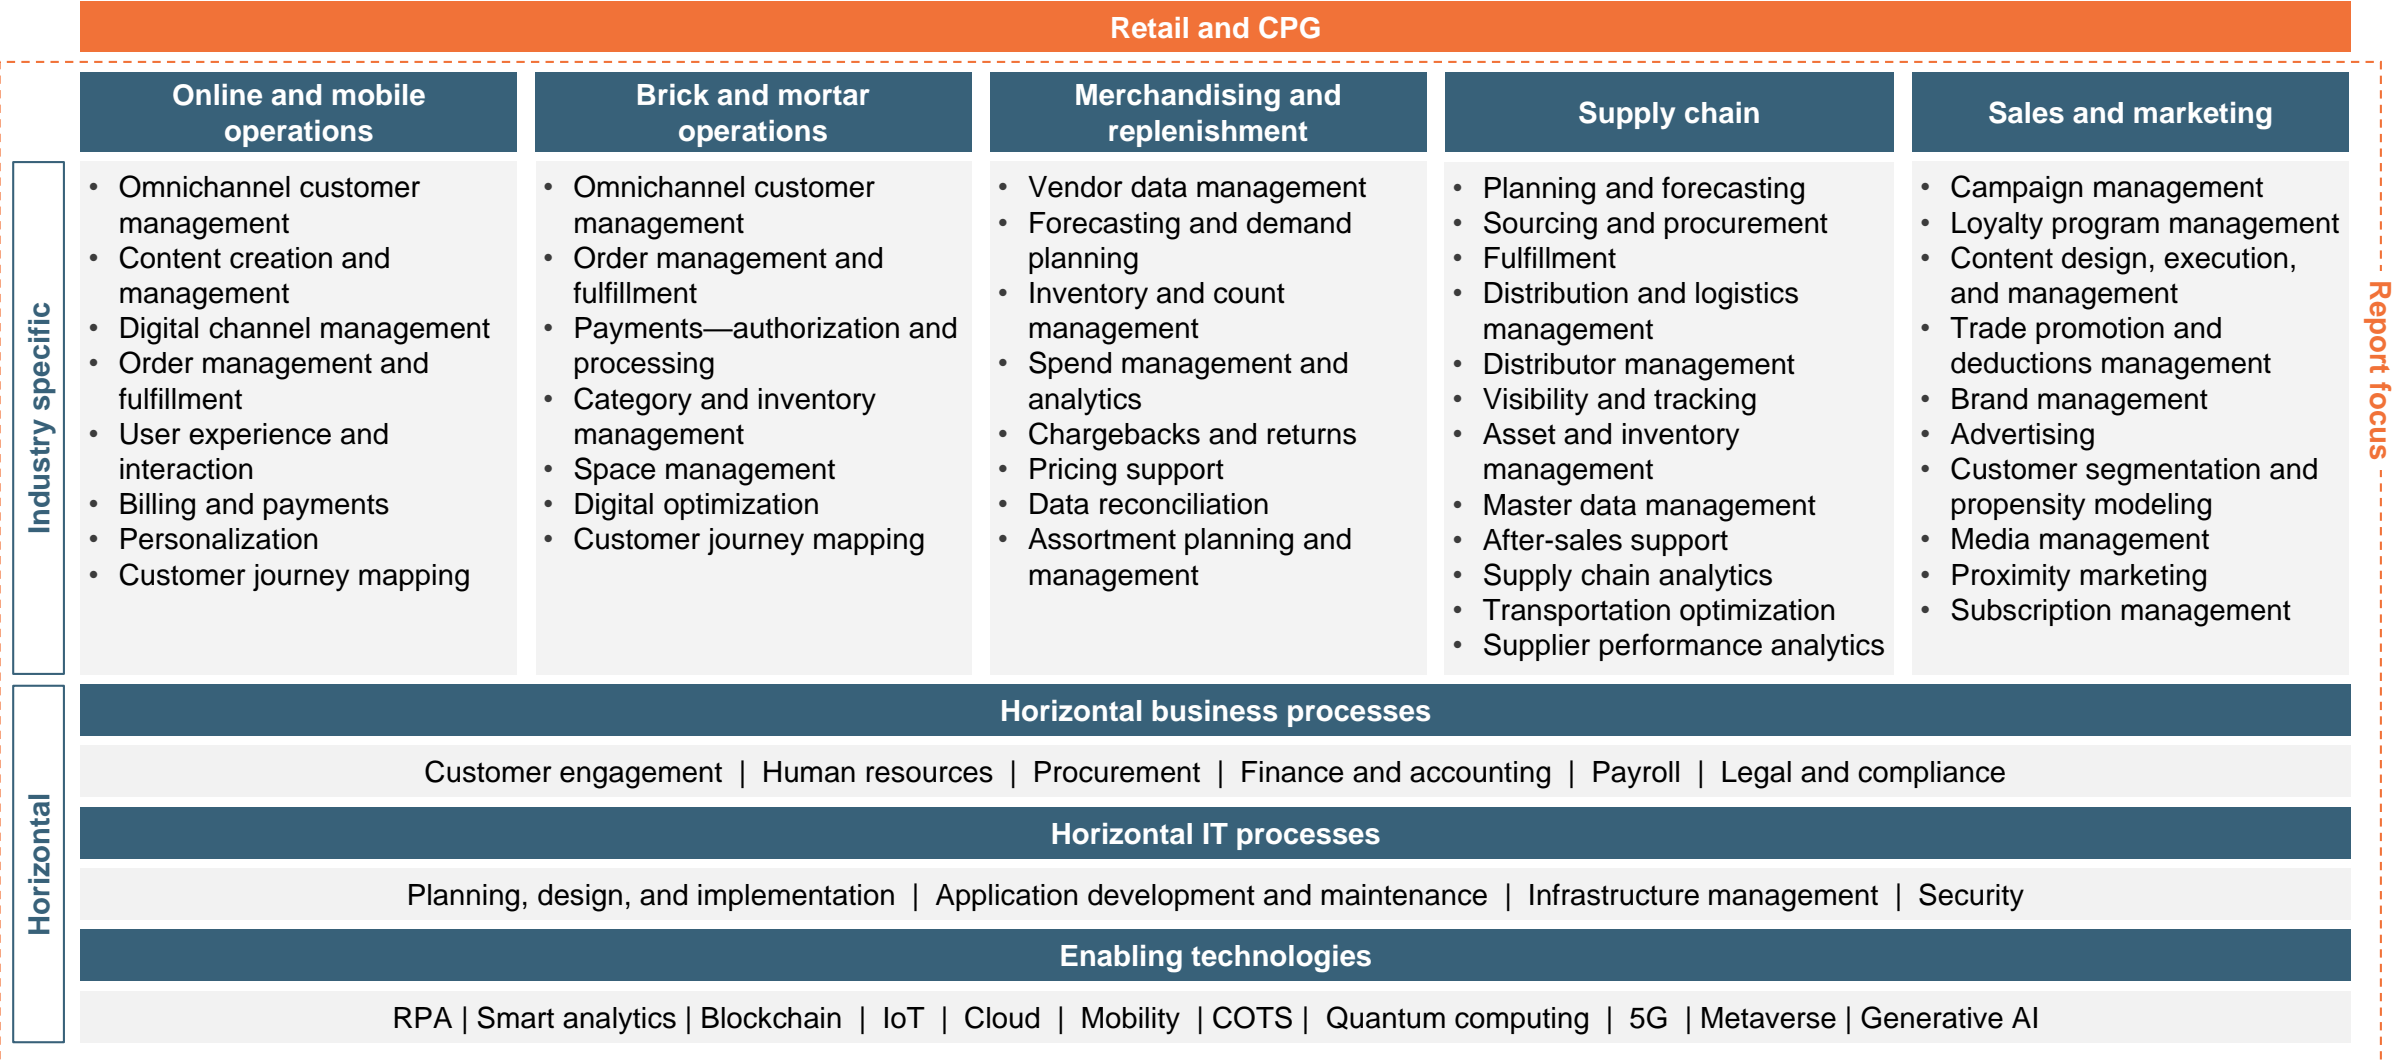 Retail and CPG
Online and mobile
operations
Brick and mortar
operations
Merchandising and
replenishment
Supply chain
Sales and marketing
Industry specific
• Omnichannel customer
management
• Content creation and
management
• Digital channel management
• Order management and
fulfillment
• User experience and
interaction
• Billing and payments
• Personalization
• Customer journey mapping
• Omnichannel customer
management
• Order management and
fulfillment
• Payments—authorization and
processing
• Category and inventory
management
• Space management
• Digital optimization
• Customer journey mapping
• Vendor data management
• Forecasting and demand
planning
• Inventory and count
management
• Spend management and
analytics
• Chargebacks and returns
• Pricing support
• Data reconciliation
• Assortment planning and
management
• Planning and forecasting
• Sourcing and procurement
• Fulfillment
• Distribution and logistics
management
• Distributor management
• Visibility and tracking
• Asset and inventory
management
• Master data management
• After-sales support
• Supply chain analytics
• Transportation optimization
• Supplier performance analytics
• Campaign management
• Loyalty program management
• Content design, execution,
and management
• Trade promotion and
deductions management
• Brand management
• Advertising
• Customer segmentation and
propensity modeling
• Media management
• Proximity marketing
• Subscription management
Report focus
Horizontal
Horizontal business processes
Customer engagement | Human resources | Procurement | Finance and accounting | Payroll | Legal and compliance
Horizontal IT processes
Planning, design, and implementation | Application development and maintenance | Infrastructure management | Security
Enabling technologies
RPA | Smart analytics | Blockchain | IoT | Cloud | Mobility | COTS | Quantum computing | 5G | Metaverse | Generative AI